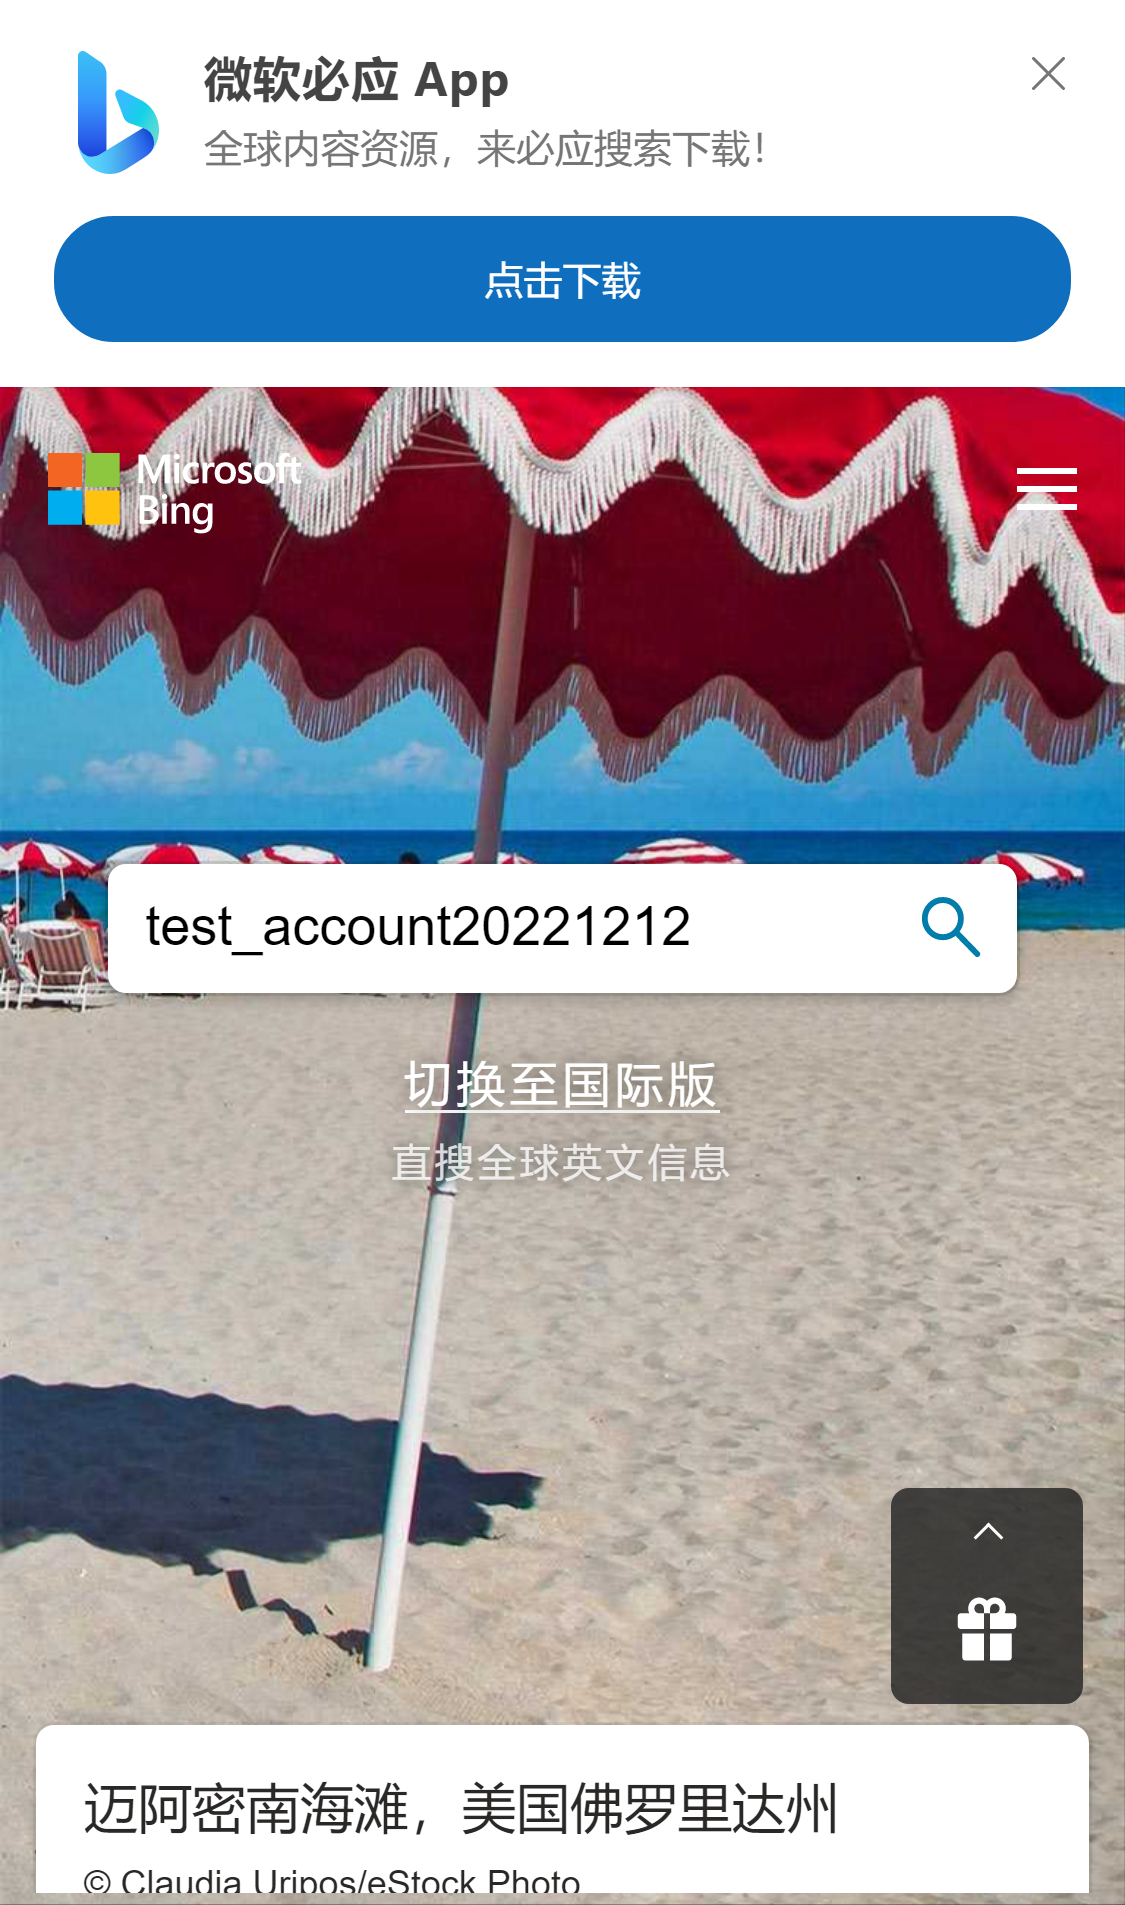 微软必应 App
全球内容资源，来必应搜索下载！
点击下载
Microsoft
Bing
test_account20221212
切换至国际版
直搜全球英文信息
迈阿密南海滩，美国佛罗里达州
© Claudia Uripos/eStock Photo